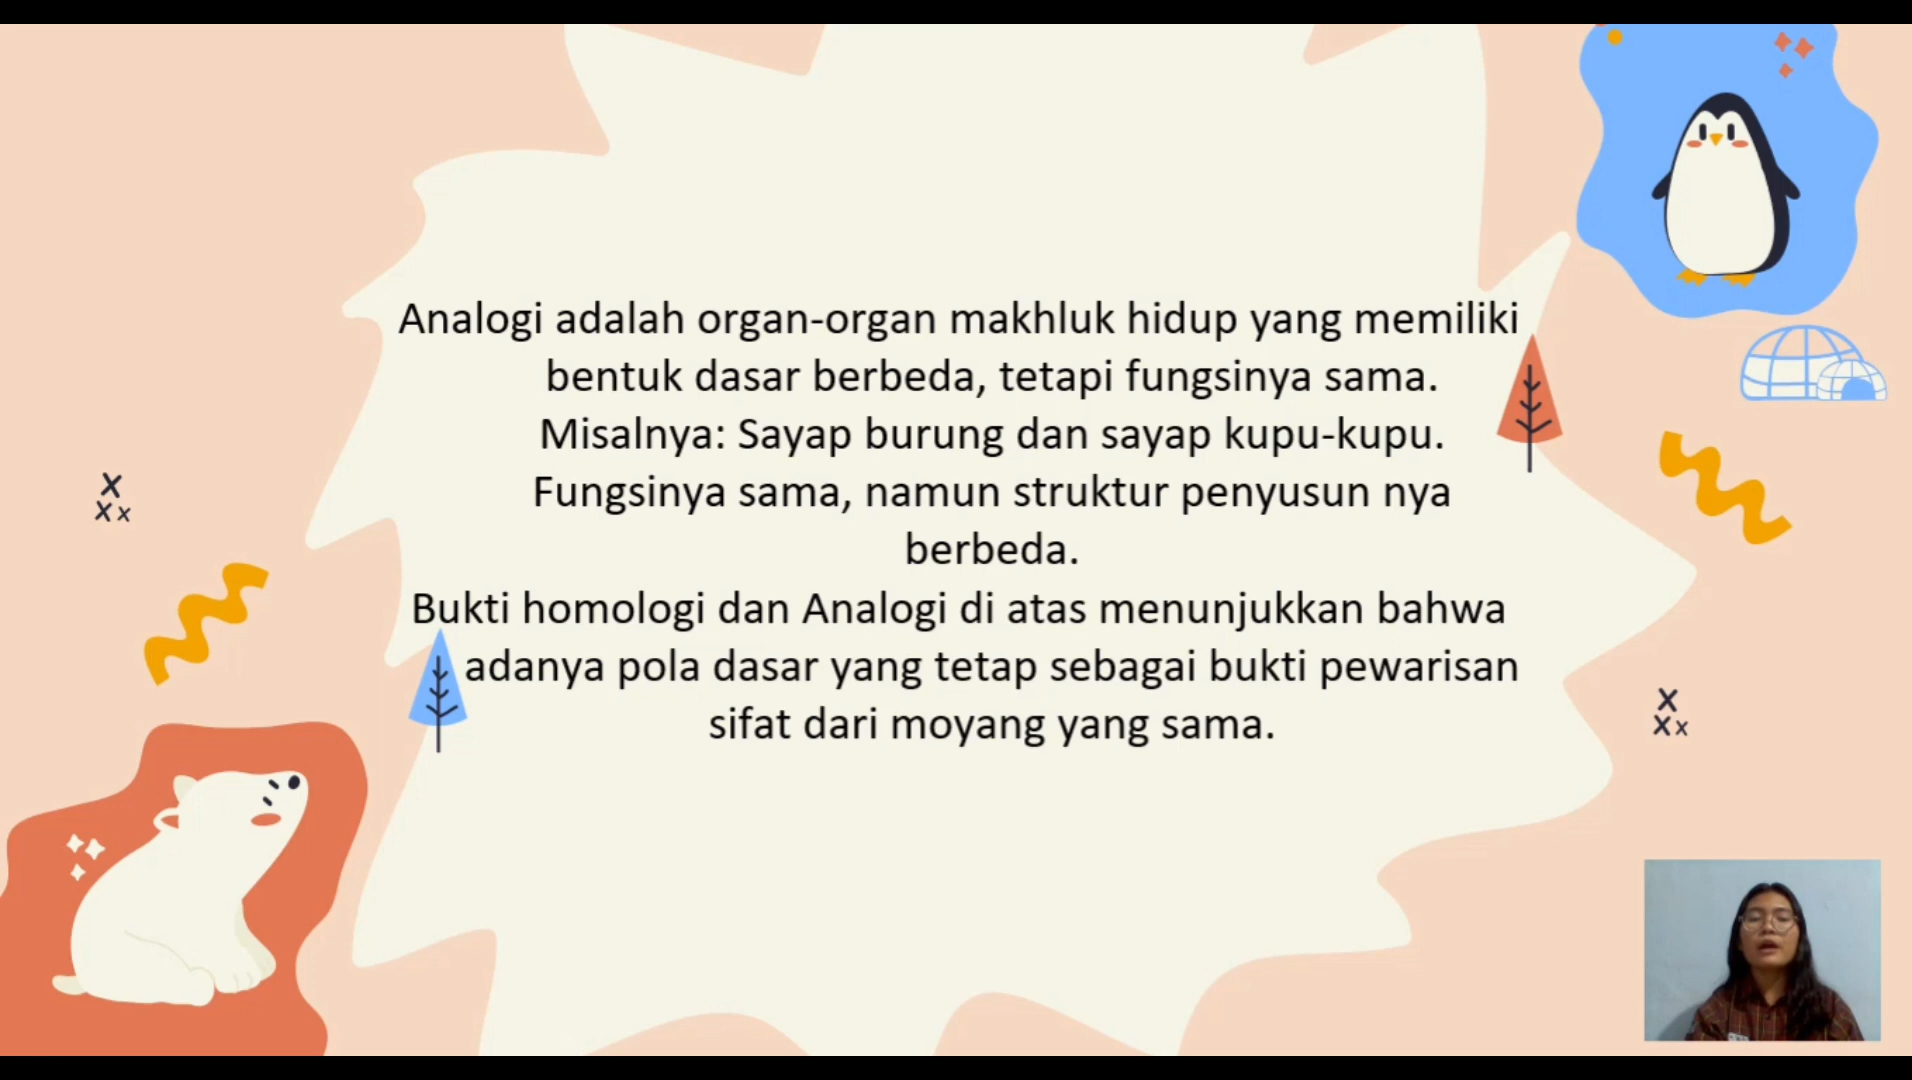 Analogi adalah organ-organ makhluk hidup yang memiliki
bentuk dasar berbeda, tetapi fungsinya sama.
Misalnya: Sayap burung dan sayap kupu-kupu.
Fungsinya sama, namun struktur penyusun nya
berbeda.
Bukti homologi dan Analogi di atas menunjukkan bahwa
adanya pola dasar yang tetap sebagai bukti pewarisan
sifat dari moyang yang sama.